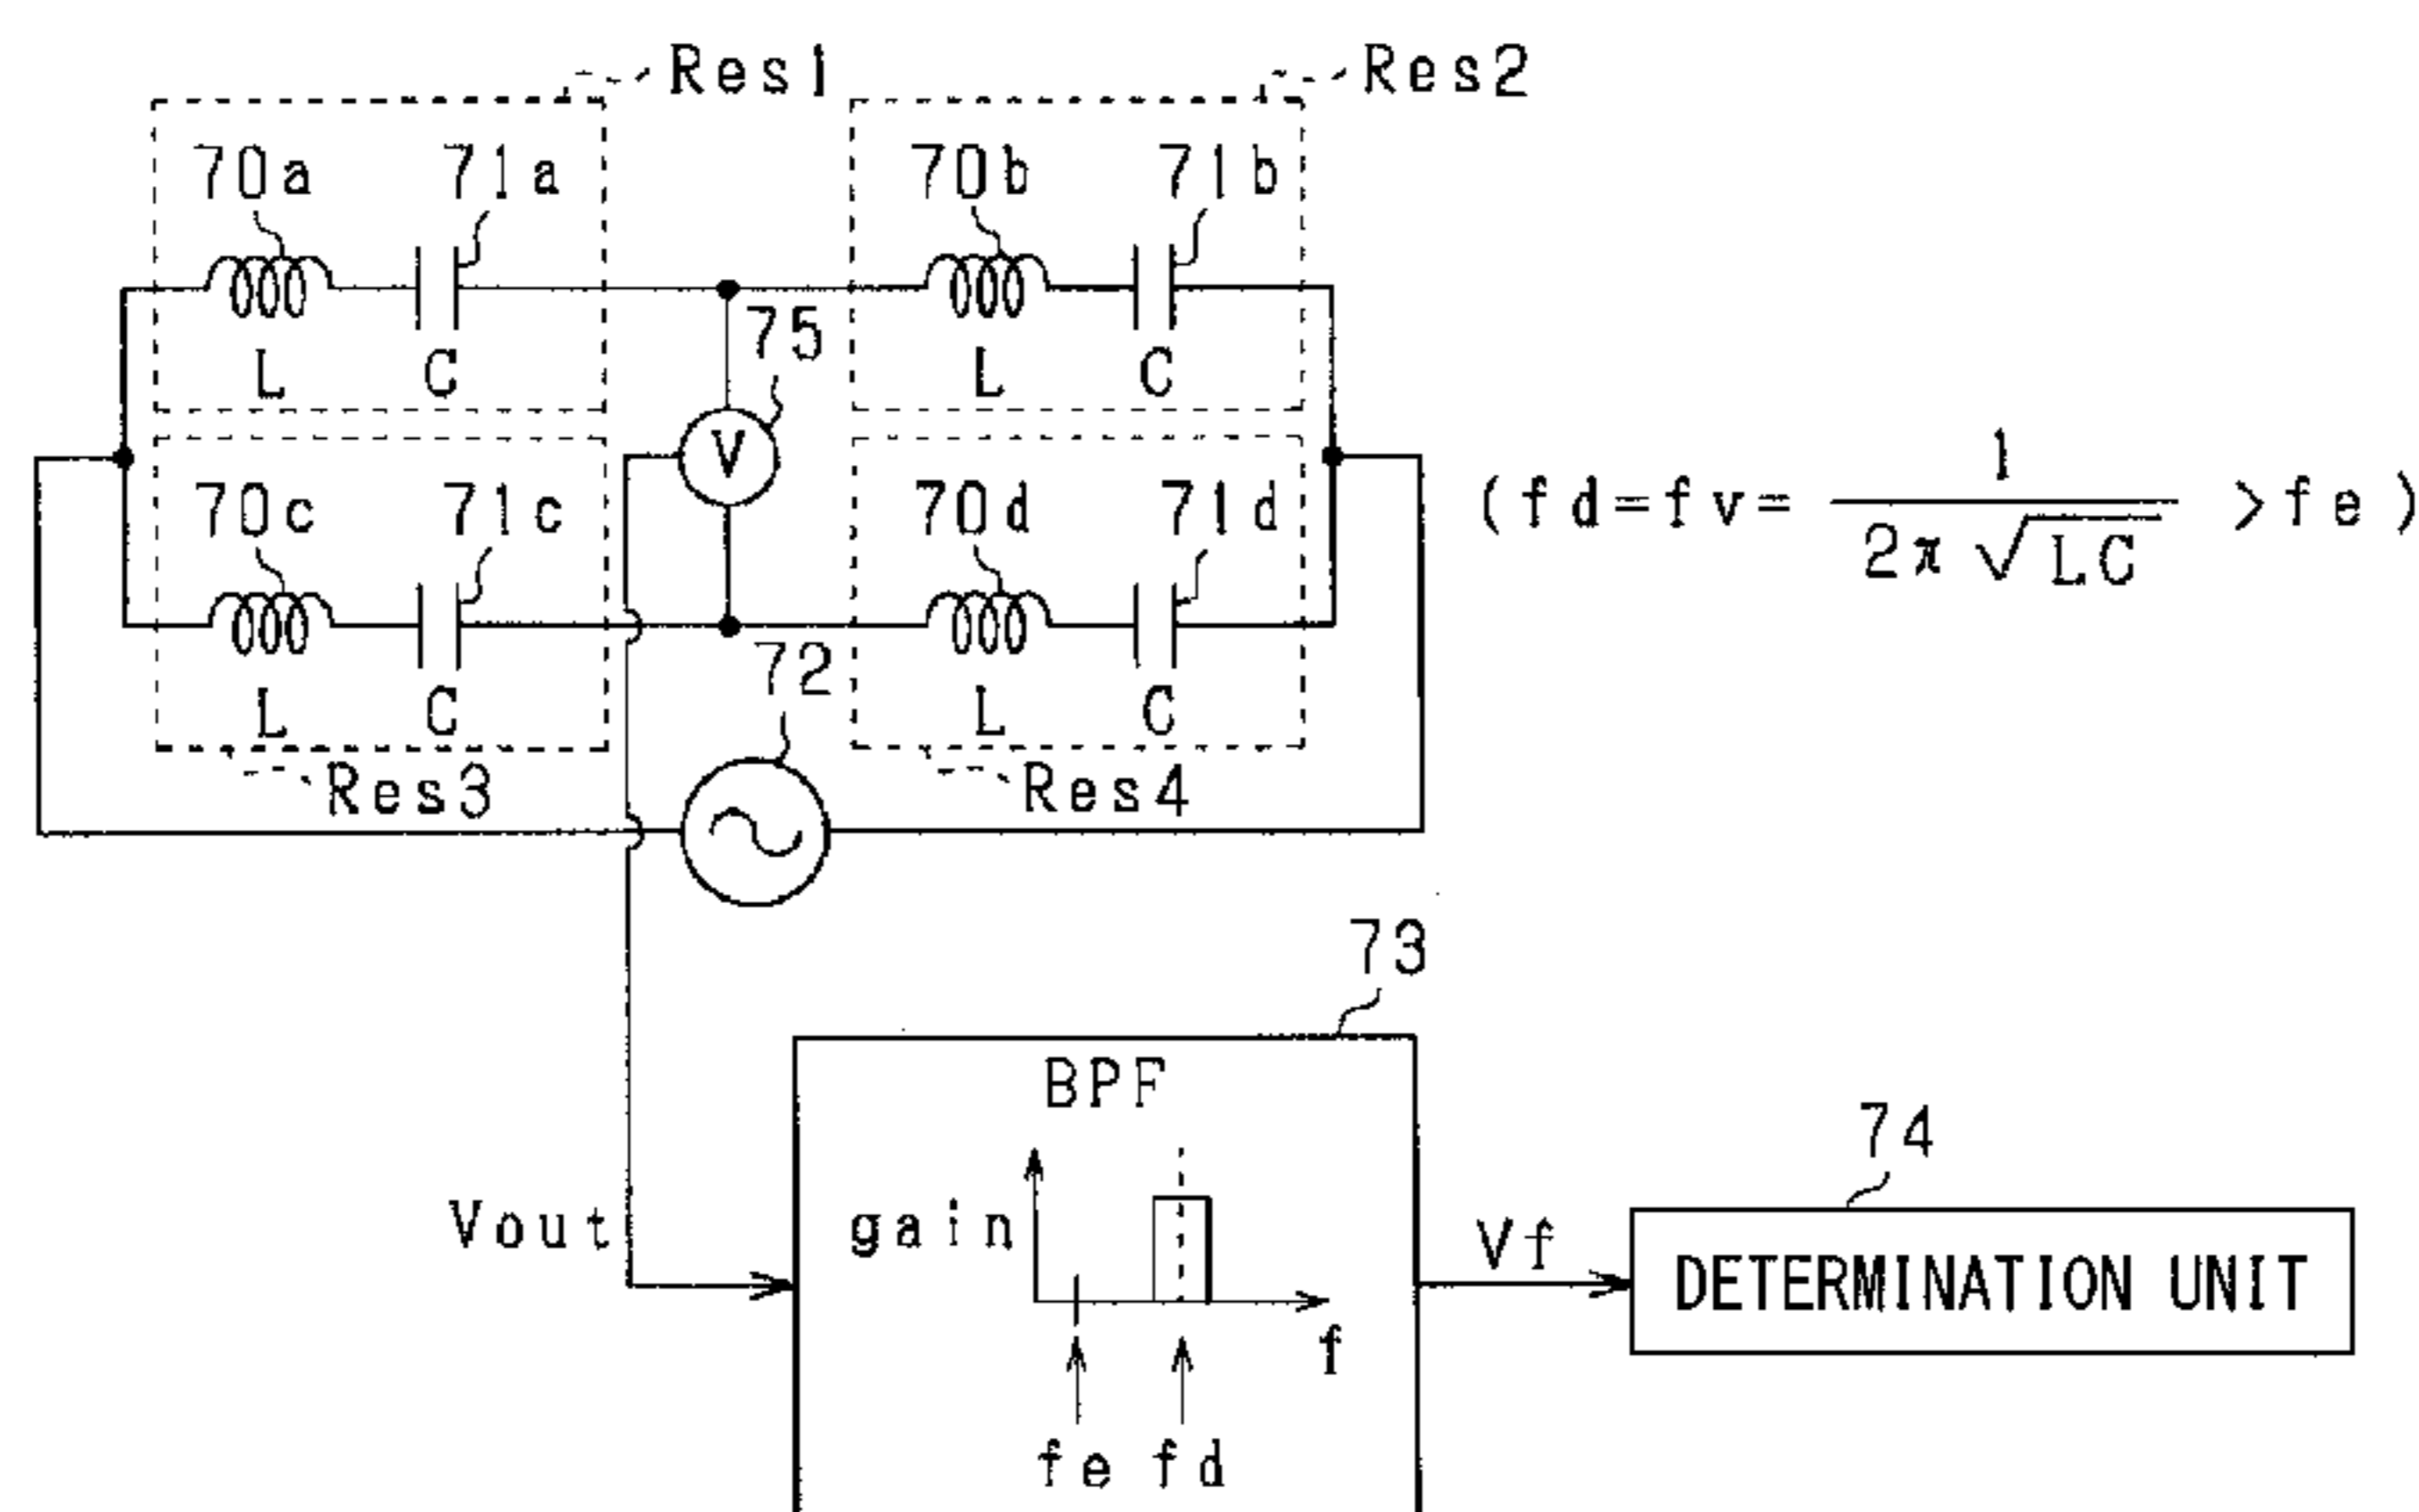 Res1
Res2
70a
71a
70b
71b
L
C
75
L
C
V
70c
71c
70d
71d
(fd=fv= 1 / 2π √LC >fe)
L
C
72
L
C
Res3
Res4
73
BPF
74
Vout
gain
Vf
DETERMINATION UNIT
f
fe fd